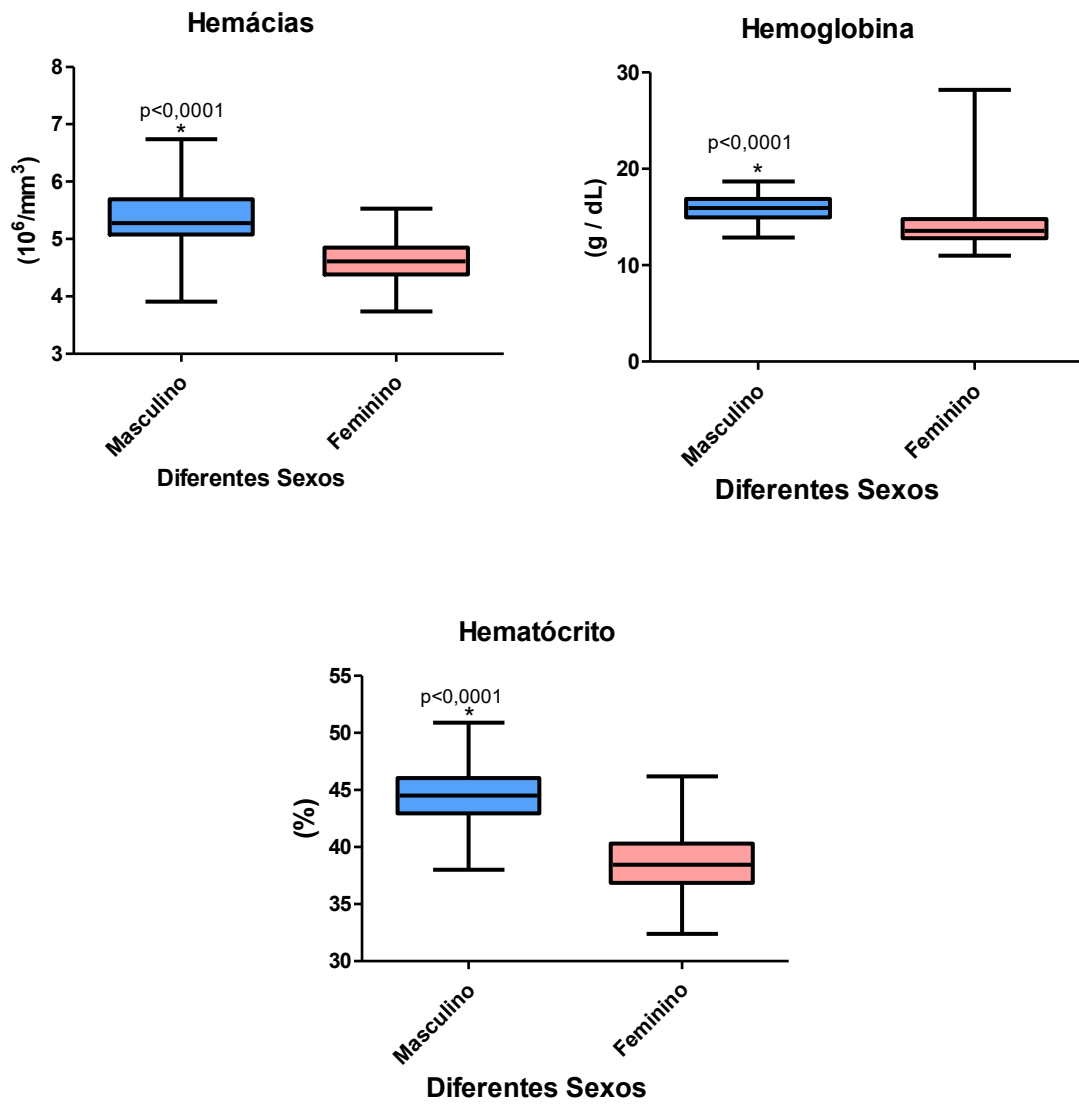 Hemácias
8
7
6
5
4
3
(10⁶/mm³)
p<0,0001
*
Masculino
Feminino
Diferentes Sexos
Hemoglobina
30
20
10
0
(g / dL)
p<0,0001
*
Masculino
Feminino
Diferentes Sexos
Hematócrito
55
50
45
40
35
30
(%)
p<0,0001
*
Masculino
Feminino
Diferentes Sexos